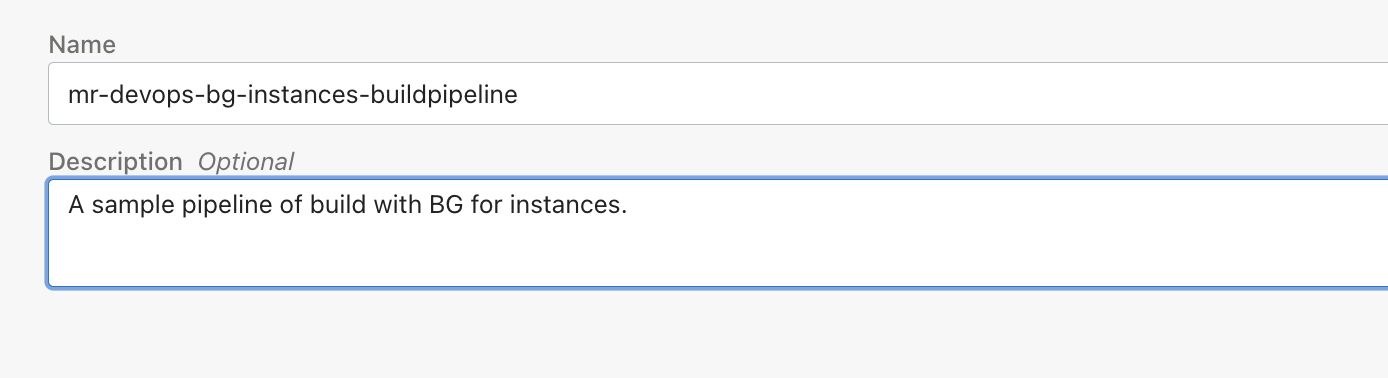 Name
mr-devops-bg-instances-buildpipeline
Description Optional
A sample pipeline of build with BG for instances.